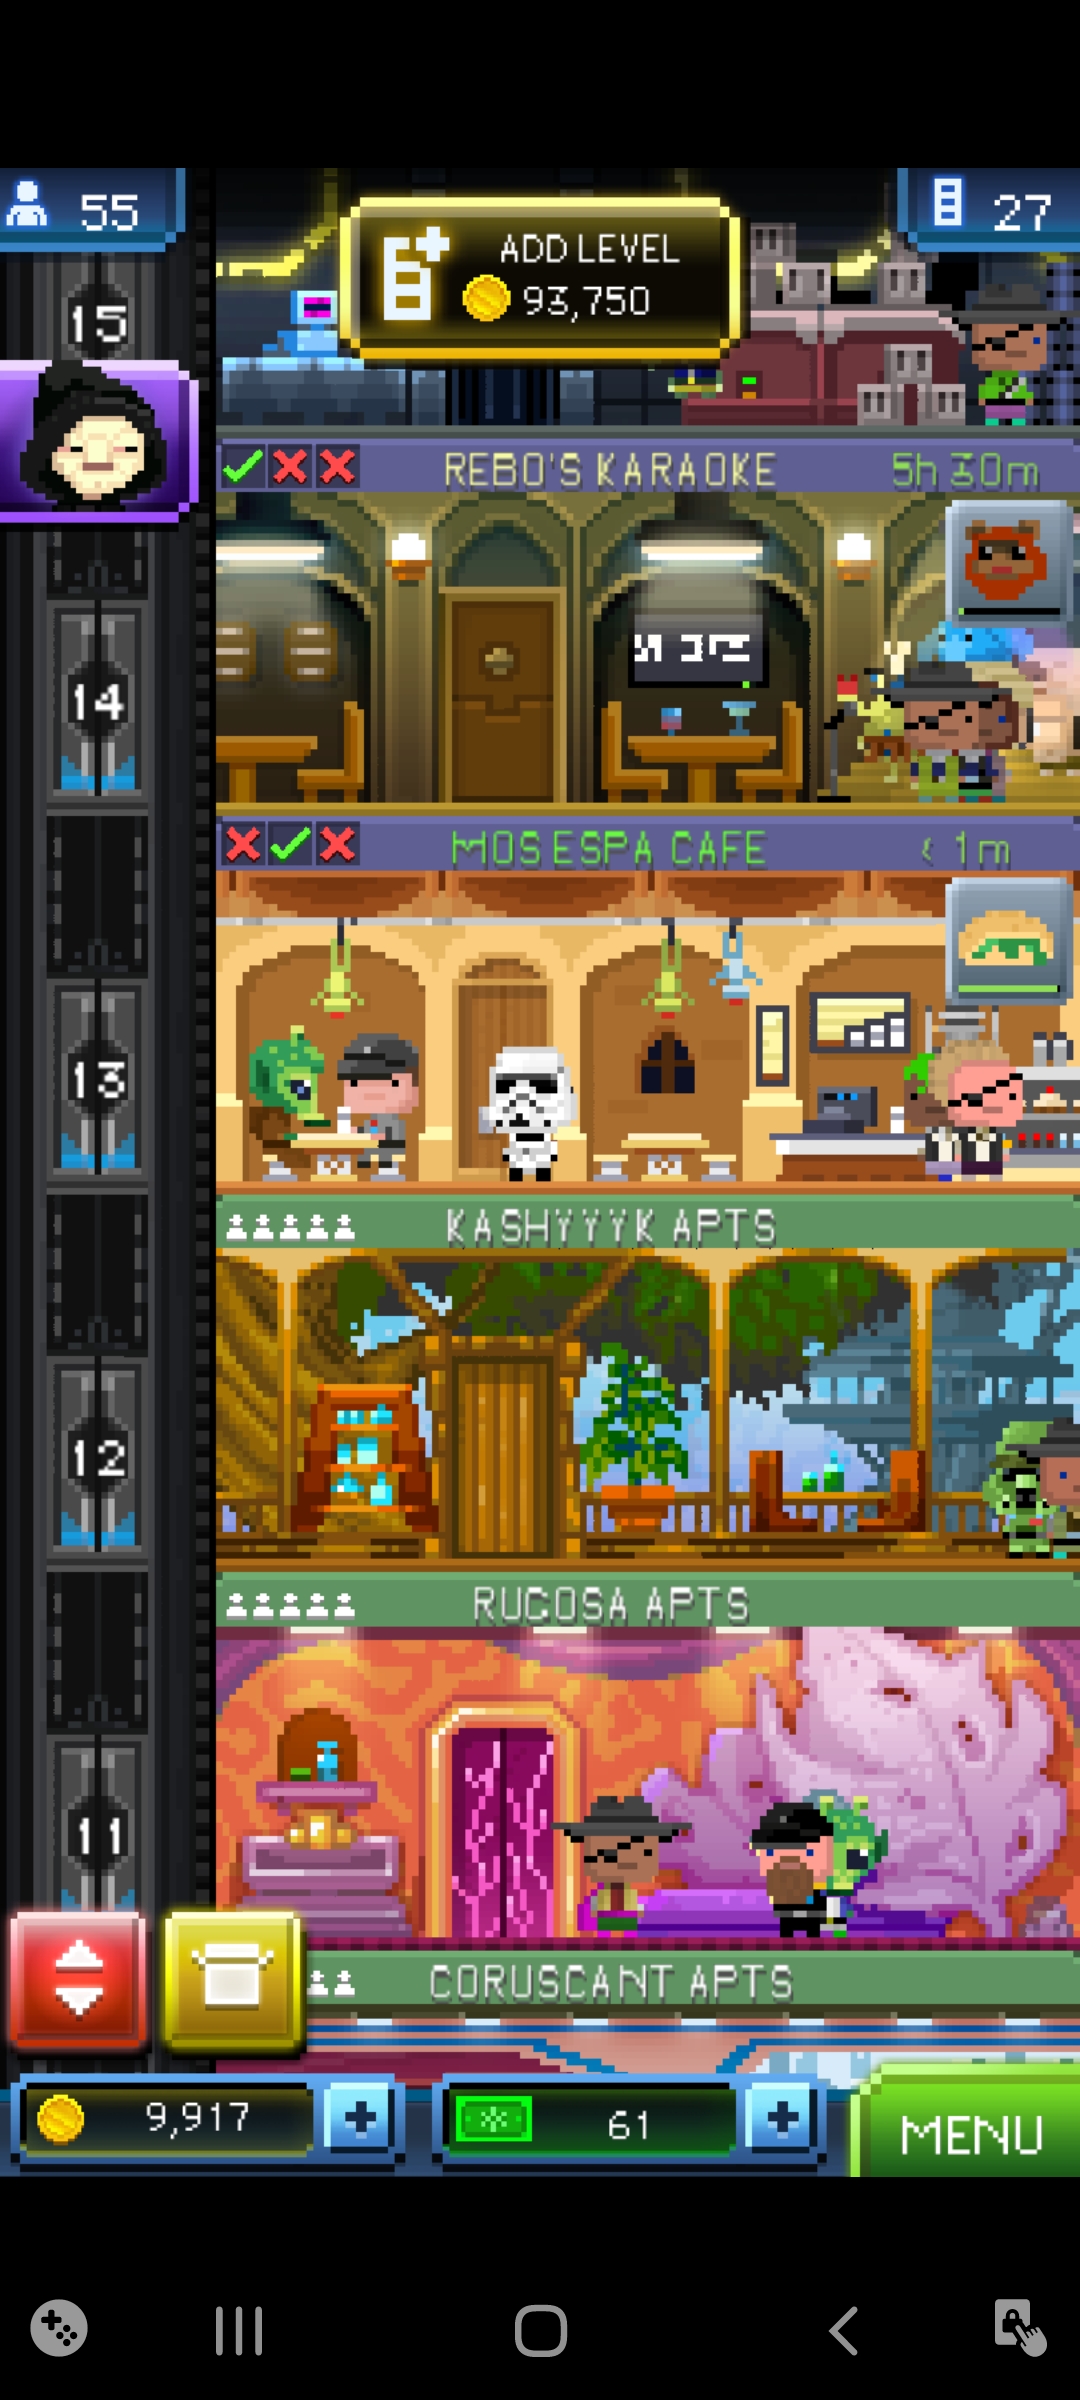 55
ADD LEVEL
93,750
27
15
REBO'S KARAOKE
5h 30m
14
MOS ESPA CAFE
< 1m
13
KASHYYYK APTS
12
RUGOSA APTS
11
CORUSCANT APTS
9,917
61
MENU